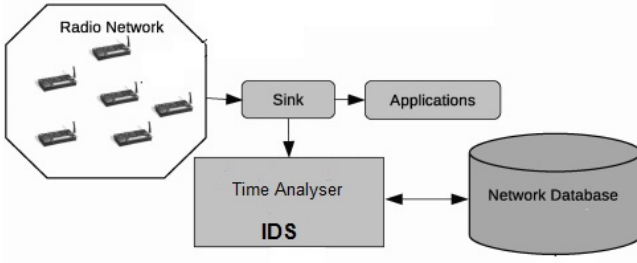 Radio Network
Sink
Applications
Time Analyser
IDS
Network Database